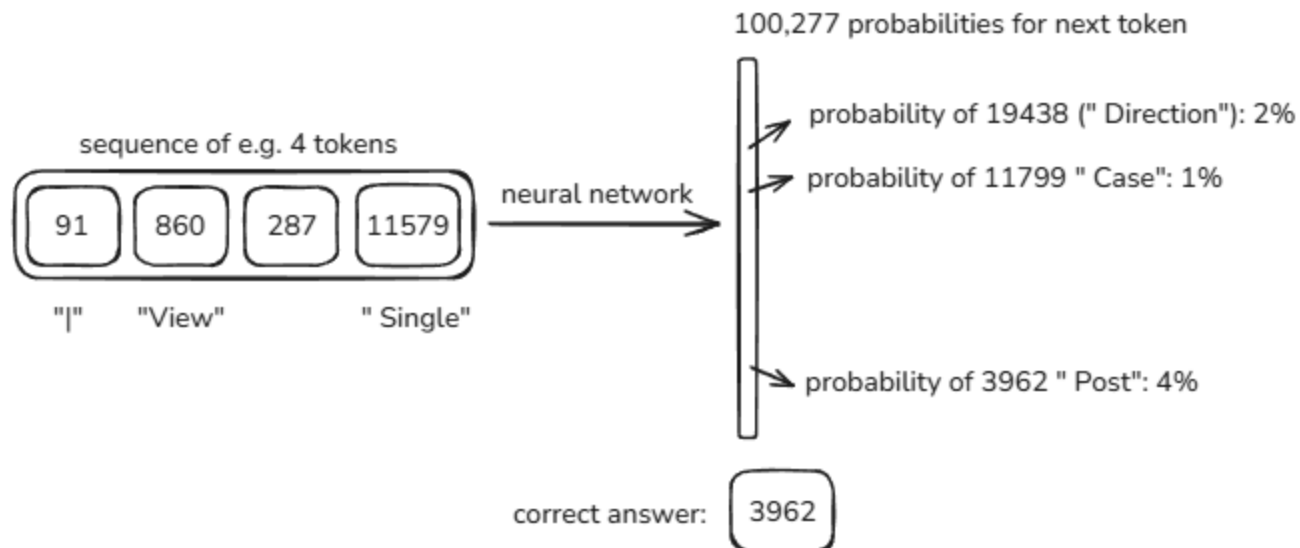 100,277 probabilities for next token
probability of 19438 (" Direction"): 2%
sequence of e.g. 4 tokens
probability of 11799 " Case": 1%
neural network
91 860 287 11579
"|" "View" " Single"
probability of 3962 " Post": 4%
correct answer: 3962